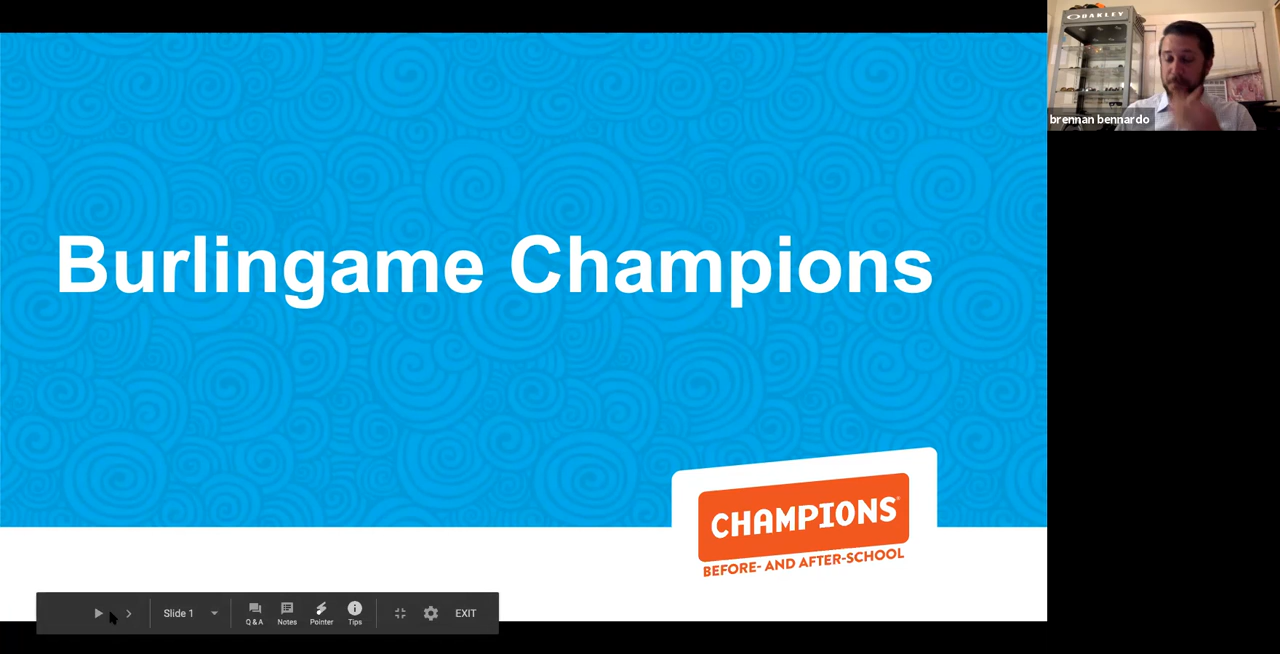 OAKLEY
brennan bennardo
Burlingame Champions
CHAMPIONS®
BEFORE- AND AFTER-SCHOOL
Slide 1
Q & A
Notes
Pointer
Tips
EXIT